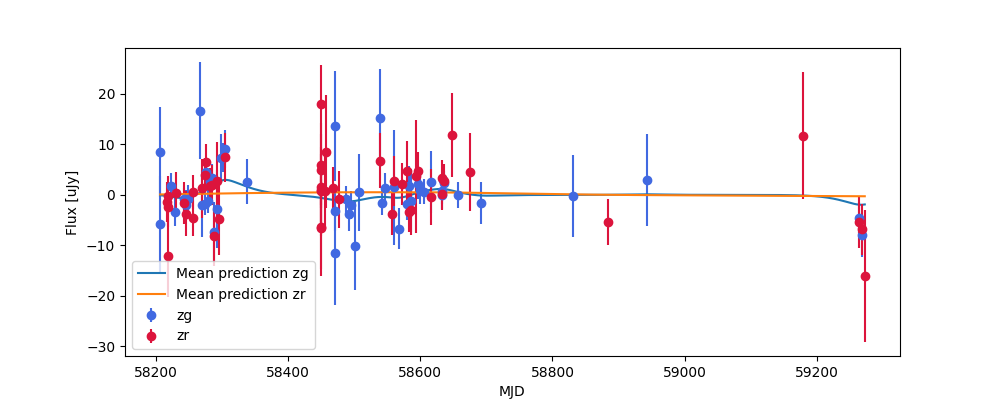 20
10
0
−10
−20
−30
Flux [uJy]
Mean prediction zg
Mean prediction zr
zg
zr
58200 58400 58600 58800 59000 59200
MJD